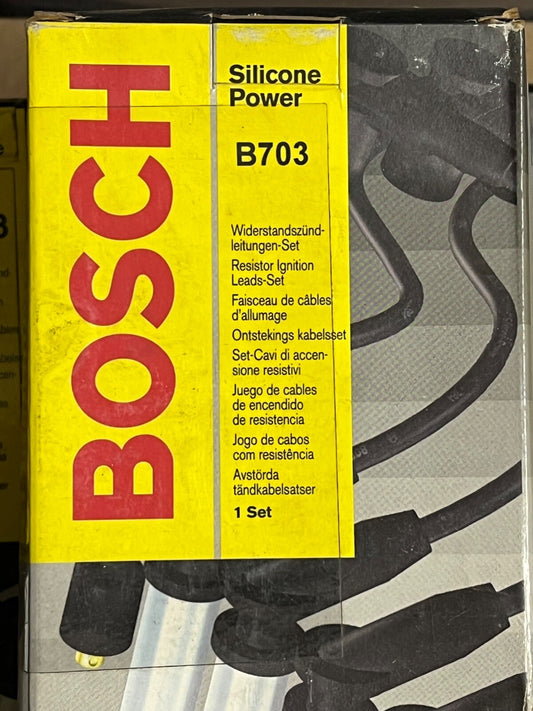 BOSCH
Silicone
Power
B703
Widerstandszünd-
leitungen-Set
Resistor Ignition
Leads-Set
Faisceau de câbles
d'allumage
Ontstekings kabelsset
Set-Cavi di accen-
sione resistivi
Juego de cables
de encendido
de resistencia
Jogo de cabos
com resistência
Avstörda
tändkabelsatser
1 Set